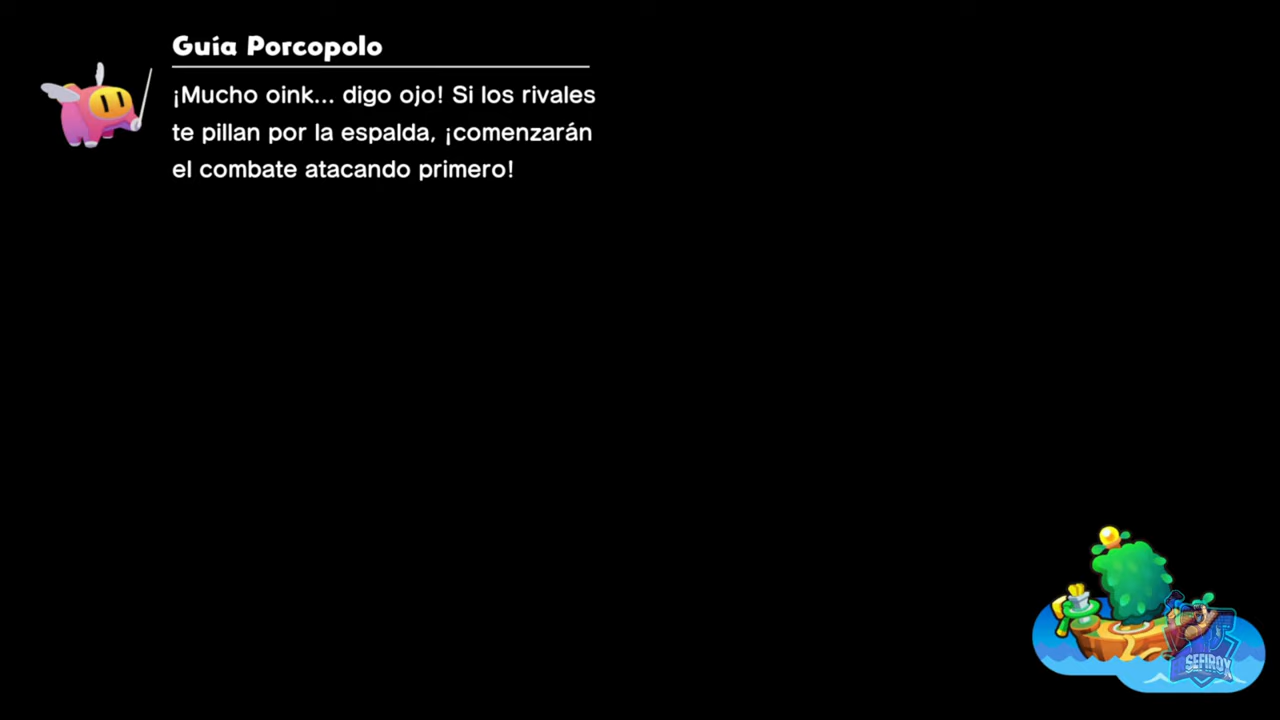 Guía Porcopolo
¡Mucho oink... digo ojo! Si los rivales
te pillan por la espalda, ¡comenzarán
el combate atacando primero!
SEFIROX